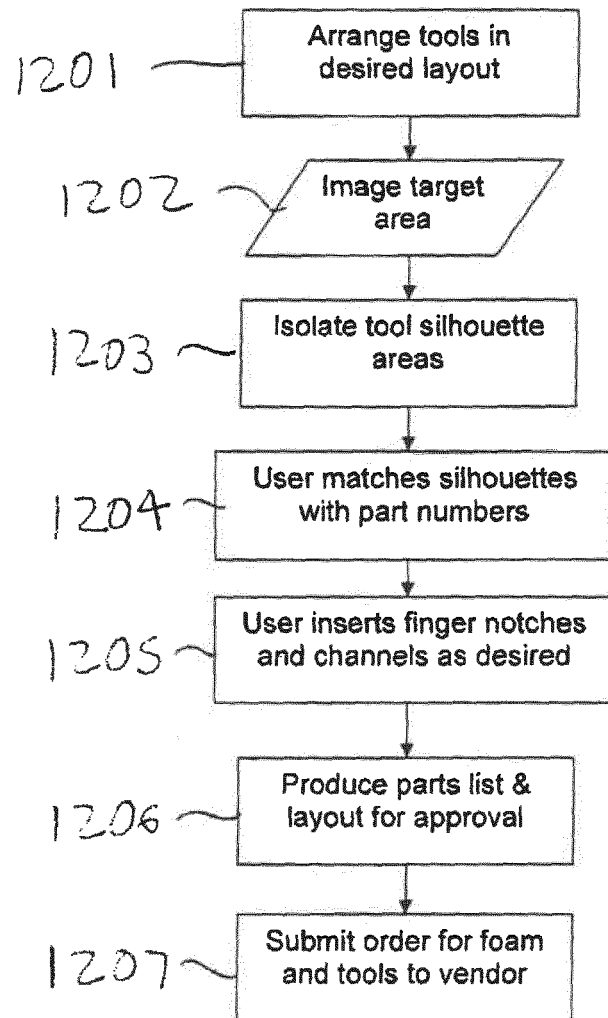 1201
Arrange tools in
desired layout
1202
Image target
area
1203
Isolate tool silhouette
areas
1204
User matches silhouettes
with part numbers
1205
User inserts finger notches
and channels as desired
1206
Produce parts list &
layout for approval
1207
Submit order for foam
and tools to vendor